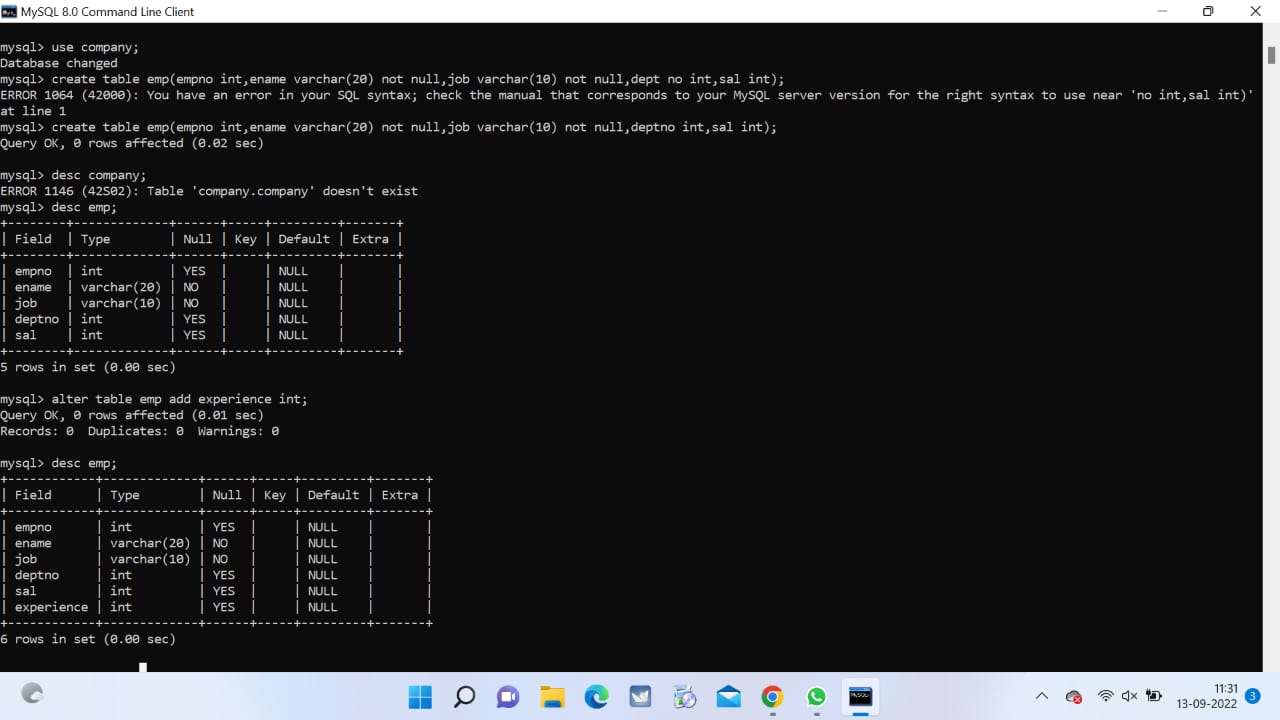 MySQL 8.0 Command Line Client
mysql> use company;
Database changed
mysql> create table emp(empno int,ename varchar(20) not null,job varchar(10) not null,dept no int,sal int);
ERROR 1064 (42000): You have an error in your SQL syntax; check the manual that corresponds to your MySQL server version for the right syntax to use near 'no int,sal int)'
at line 1
mysql> create table emp(empno int,ename varchar(20) not null,job varchar(10) not null,deptno int,sal int);
Query OK, 0 rows affected (0.02 sec)
mysql> desc company;
ERROR 1146 (42S02): Table 'company.company' doesn't exist
mysql> desc emp;
+--------+-------------+------+-----+---------+-------+
| Field  | Type        | Null | Key | Default | Extra |
+--------+-------------+------+-----+---------+-------+
| empno  | int         | YES  |     | NULL    |       |
| ename  | varchar(20) | NO   |     | NULL    |       |
| job    | varchar(10) | NO   |     | NULL    |       |
| deptno | int         | YES  |     | NULL    |       |
| sal    | int         | YES  |     | NULL    |       |
+--------+-------------+------+-----+---------+-------+
5 rows in set (0.00 sec)
mysql> alter table emp add experience int;
Query OK, 0 rows affected (0.01 sec)
Records: 0  Duplicates: 0  Warnings: 0
mysql> desc emp;
+------------+-------------+------+-----+---------+-------+
| Field      | Type        | Null | Key | Default | Extra |
+------------+-------------+------+-----+---------+-------+
| empno      | int         | YES  |     | NULL    |       |
| ename      | varchar(20) | NO   |     | NULL    |       |
| job        | varchar(10) | NO   |     | NULL    |       |
| deptno     | int         | YES  |     | NULL    |       |
| sal        | int         | YES  |     | NULL    |       |
| experience | int         | YES  |     | NULL    |       |
+------------+-------------+------+-----+---------+-------+
6 rows in set (0.00 sec)
11:31
13-09-2022
3